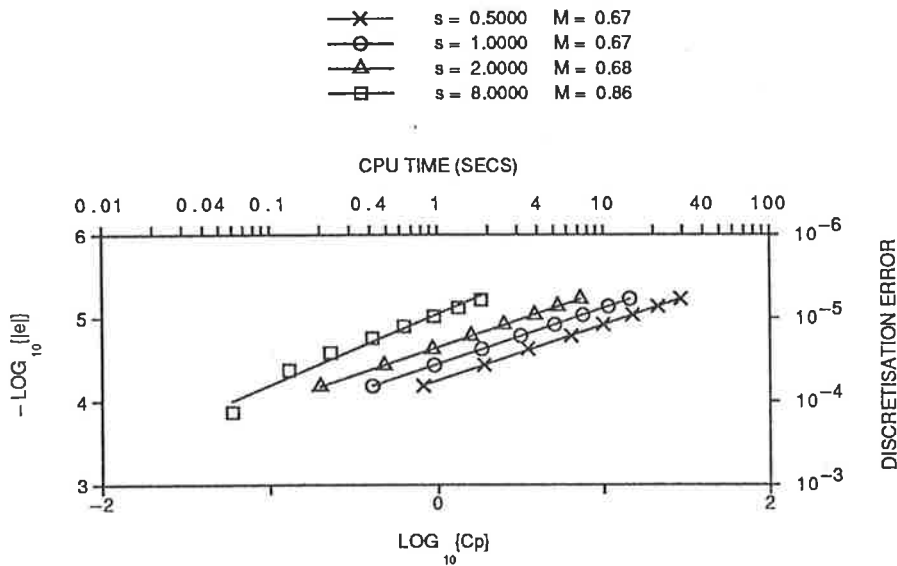 s = 0.5000 M = 0.67
s = 1.0000 M = 0.67
s = 2.0000 M = 0.68
s = 8.0000 M = 0.86
CPU TIME (SECS)
0.01 0.04 0.1 0.4 1 4 10 40 100
6 10-6
5 10-5
4 10-4
3 10-3
-2 0 2
– LOG10{|e|}
DISCRETISATION ERROR
LOG10{Cp}